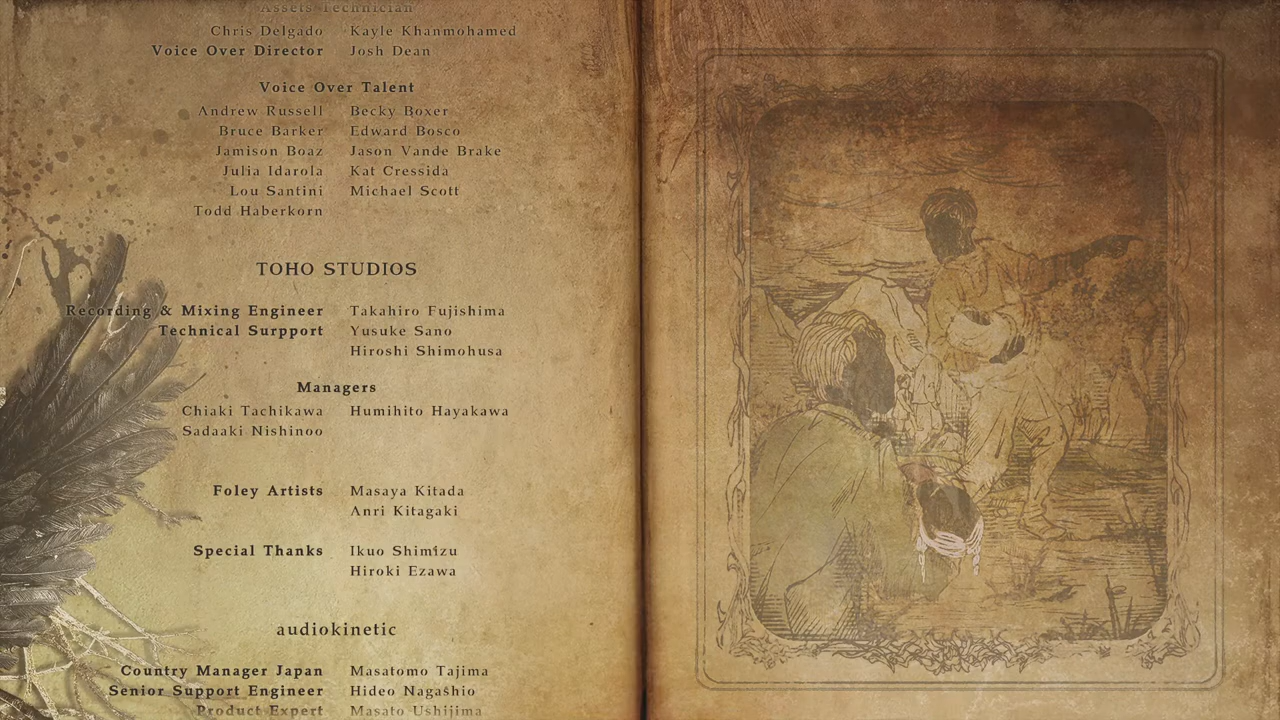 Assets Technician
Chris Delgado Kayle Khanmohamed
Voice Over Director Josh Dean
Voice Over Talent
Andrew Russell Becky Boxer
Bruce Barker Edward Bosco
Jamison Boaz Jason Vande Brake
Julia Idarola Kat Cressida
Lou Santini Michael Scott
Todd Haberkorn
TOHO STUDIOS
Recording & Mixing Engineer Takahiro Fujishima
Technical Surpport Yusuke Sano
Hiroshi Shimohusa
Managers
Chiaki Tachikawa Humihito Hayakawa
Sadaaki Nishinoo
Foley Artists Masaya Kitada
Anri Kitagaki
Special Thanks Ikuo Shimizu
Hiroki Ezawa
audiokinetic
Country Manager Japan Masatomo Tajima
Senior Support Engineer Hideo Nagashio
Product Expert Masato Ushijima